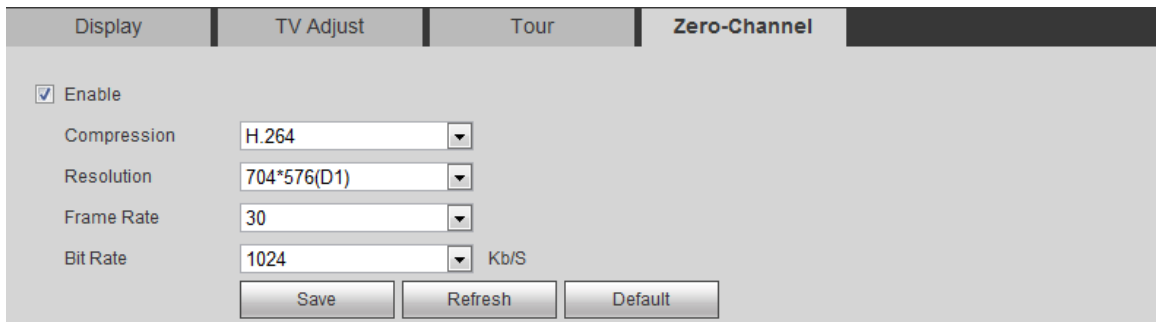 Display TV Adjust Tour Zero-Channel
Enable
Compression H.264
Resolution 704*576(D1)
Frame Rate 30
Bit Rate 1024 Kb/S
Save Refresh Default